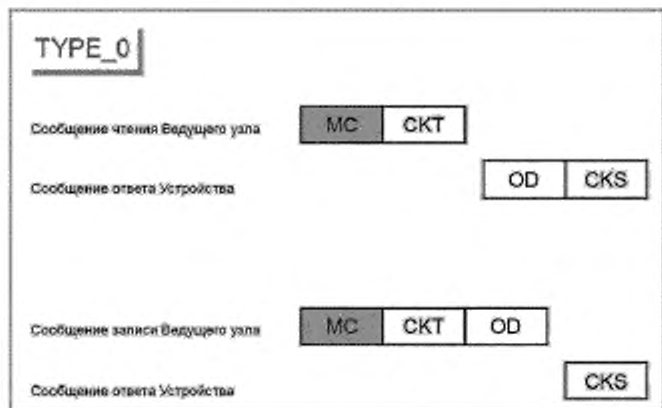 TYPE_0
Сообщение чтения Ведущего узла
MC CKT
Сообщение ответа Устройства
OD CKS
Сообщение записи Ведущего узла
MC CKT OD
Сообщение ответа Устройства
CKS